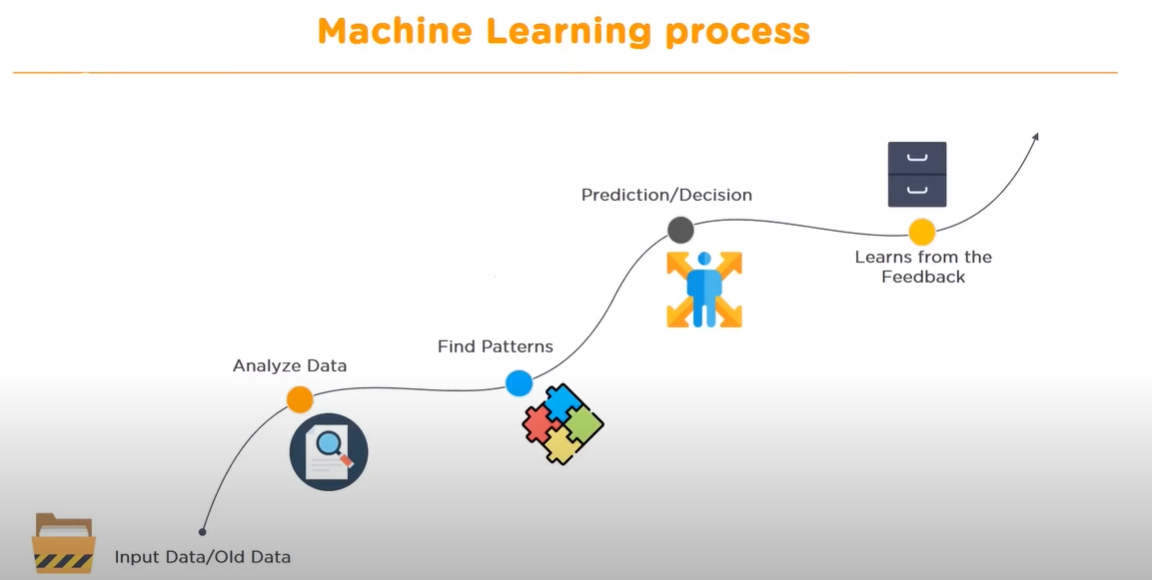 Machine Learning process
Prediction/Decision
Learns from the
Feedback
Find Patterns
Analyze Data
Input Data/Old Data